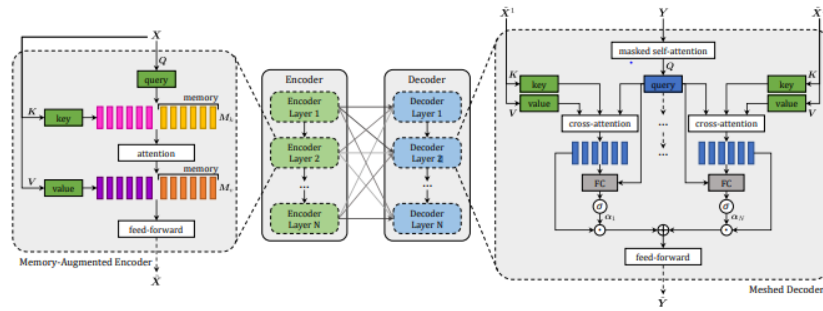 X
Q
query
memory
K
key
M_k
attention
memory
V
value
M_v
feed-forward
Memory-Augmented Encoder
X̃
Encoder
Encoder
Layer 1
Encoder
Layer 2
...
Encoder
Layer N
Decoder
Decoder
Layer 1
Decoder
Layer 2
...
Decoder
Layer N
X̃¹
Y
X̃
masked self-attention
Q
K
key
query
key
K
V
value
value
V
cross-attention
...
cross-attention
FC
...
FC
σ
σ
α₁
α_S
feed-forward
Meshed Decoder
Ỹ